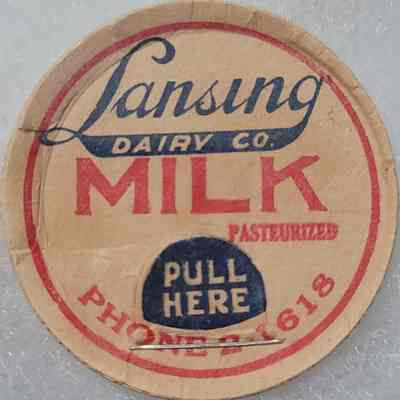 Lansing
DAIRY CO.
MILK
PASTEURIZED
PULL
HERE
PHONE 2-1618